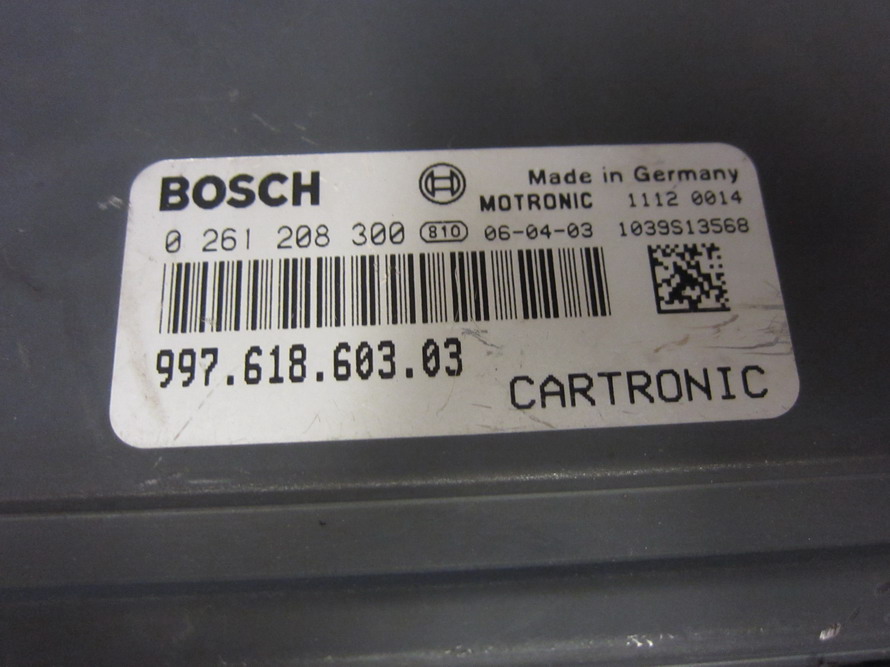 BOSCH Made in Germany
MOTRONIC 1112 0014
0 261 208 300 810 06-04-03 1039S13568
997.618.603.03
CARTRONIC